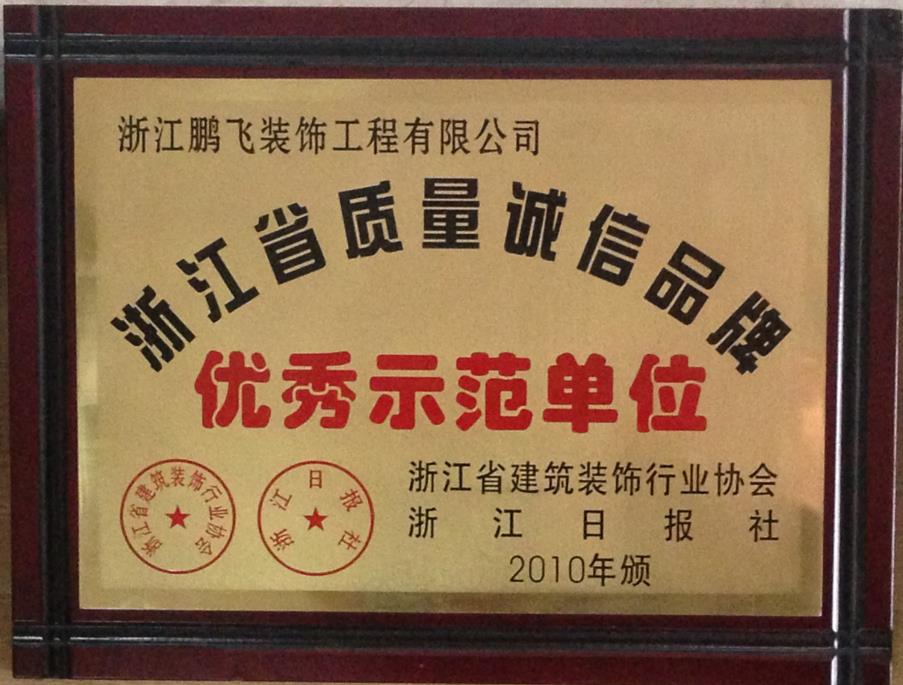 浙江鹏飞装饰工程有限公司
浙江省质量诚信品牌
优秀示范单位
浙江省建筑装饰行业协会
浙江日报社
浙江省建筑装饰行业协会
浙江日报社
2010年颁